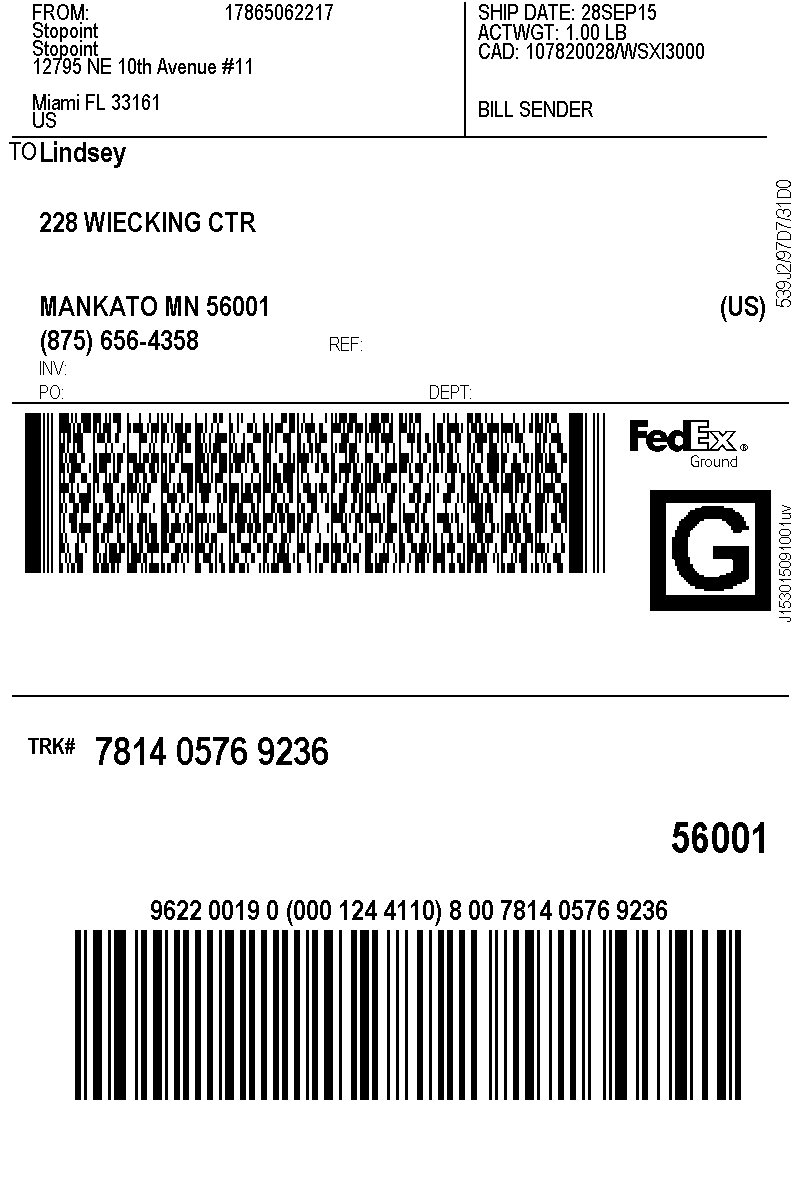 FROM: 17865062217
Stopoint
Stopoint
12795 NE 10th Avenue #11
Miami FL 33161
US
SHIP DATE: 28SEP15
ACTWGT: 1.00 LB
CAD: 107820028/WSXI3000
BILL SENDER
TO Lindsey
228 WIECKING CTR
MANKATO MN 56001 (US)
(875) 656-4358 REF:
INV:
PO: DEPT:
539J2/97D7/31D0
FedEx®
Ground
G
J153015091001uv
TRK# 7814 0576 9236
56001
9622 0019 0 (000 124 4110) 8 00 7814 0576 9236